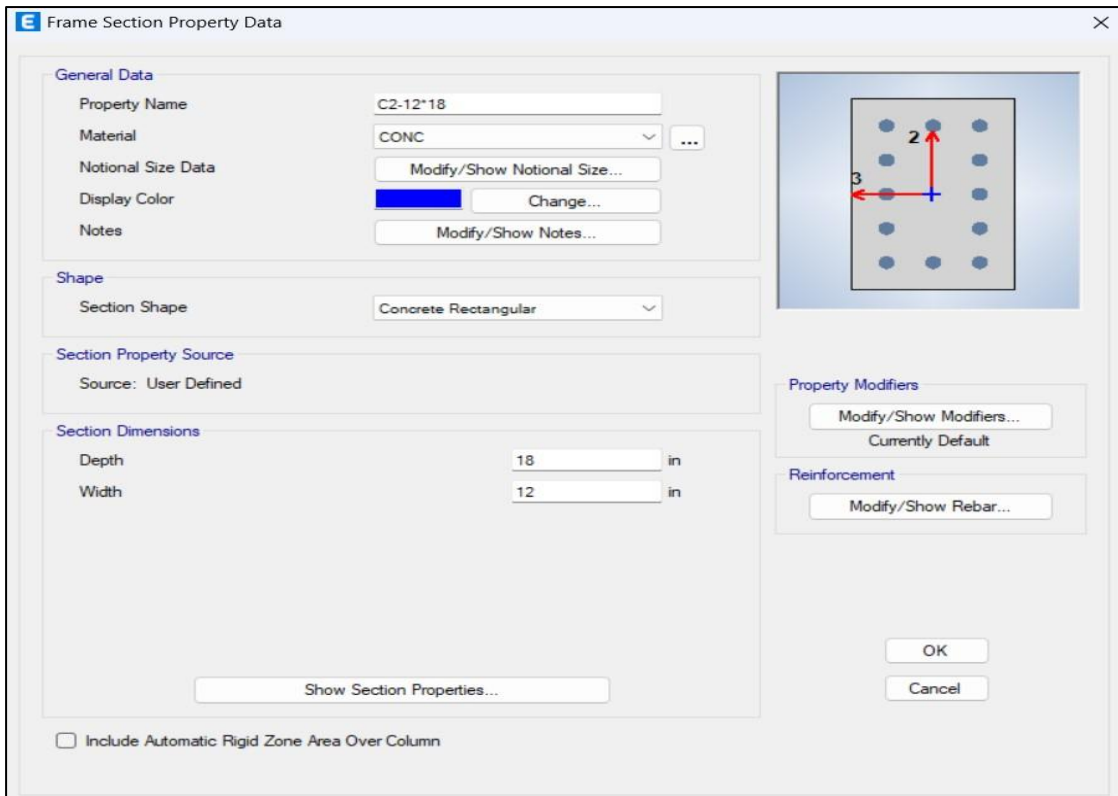 E Frame Section Property Data
General Data
Property Name C2-12*18
Material CONC ...
Notional Size Data Modify/Show Notional Size...
Display Color Change...
Notes Modify/Show Notes...
2
3
Shape
Section Shape Concrete Rectangular
Section Property Source
Source: User Defined
Property Modifiers
Modify/Show Modifiers...
Currently Default
Section Dimensions
Depth 18 in
Width 12 in
Reinforcement
Modify/Show Rebar...
OK
Show Section Properties... Cancel
Include Automatic Rigid Zone Area Over Column